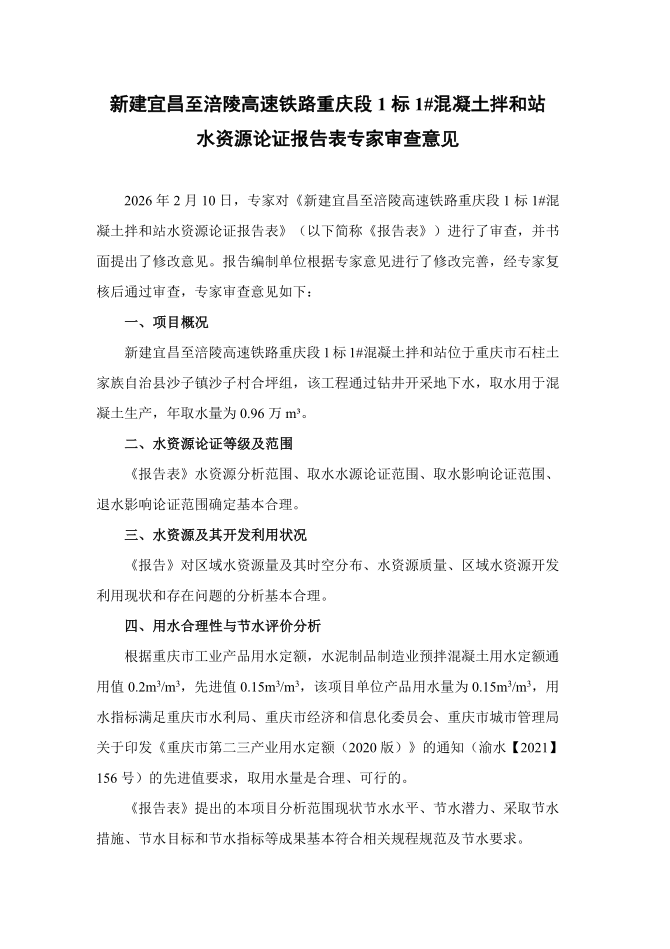 新建宜昌至涪陵高速铁路重庆段 1 标 1#混凝土拌和站
水资源论证报告表专家审查意见
2026 年 2 月 10 日，专家对《新建宜昌至涪陵高速铁路重庆段 1 标 1#混
凝土拌和站水资源论证报告表》（以下简称《报告表》）进行了审查，并书
面提出了修改意见。报告编制单位根据专家意见进行了修改完善，经专家复
核后通过审查，专家审查意见如下：
一、项目概况
新建宜昌至涪陵高速铁路重庆段 1 标 1#混凝土拌和站位于重庆市石柱土
家族自治县沙子镇沙子村合坪组，该工程通过钻井开采地下水，取水用于混
凝土生产，年取水量为 0.96 万 m³。
二、水资源论证等级及范围
《报告表》水资源分析范围、取水水源论证范围、取水影响论证范围、
退水影响论证范围确定基本合理。
三、水资源及其开发利用状况
《报告》对区域水资源量及其时空分布、水资源质量、区域水资源开发
利用现状和存在问题的分析基本合理。
四、用水合理性与节水评价分析
根据重庆市工业产品用水定额，水泥制品制造业预拌混凝土用水定额通
用值 0.2m³/m³，先进值 0.15m³/m³，该项目单位产品用水量为 0.15m³/m³，用
水指标满足重庆市水利局、重庆市经济和信息化委员会、重庆市城市管理局
关于印发《重庆市第二三产业用水定额（2020 版）》的通知（渝水【2021】
156 号）的先进值要求，取用水量是合理、可行的。
《报告表》提出的本项目分析范围现状节水水平、节水潜力、采取节水
措施、节水目标和节水指标等成果基本符合相关规程规范及节水要求。